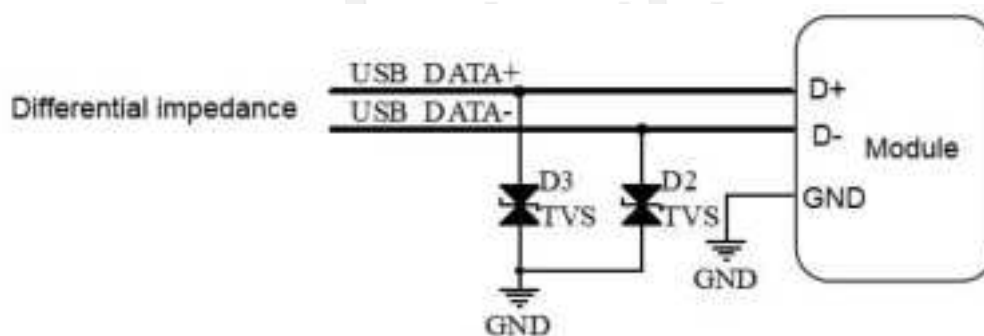 USB DATA+
Differential impedance
USB DATA-
D+
D-
Module
GND
D3
TVS
D2
TVS
GND
GND